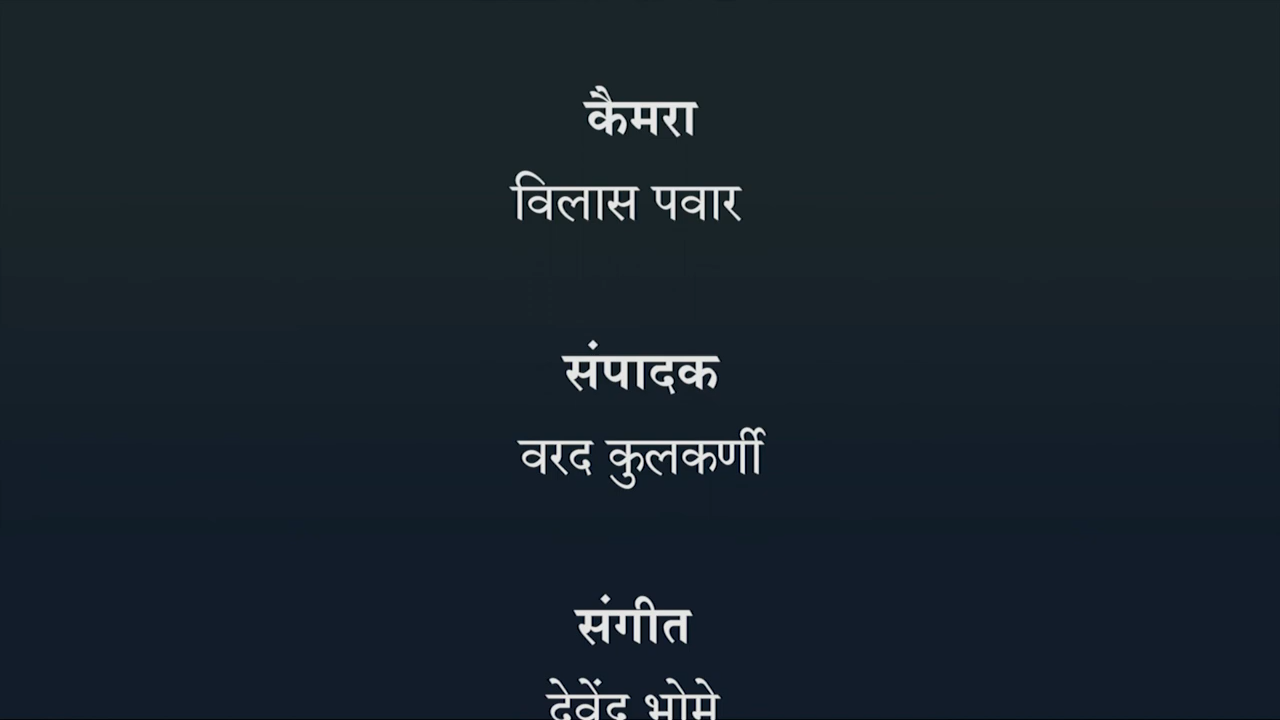 कैमरा
विलास पवार
संपादक
वरद कुलकर्णी
संगीत